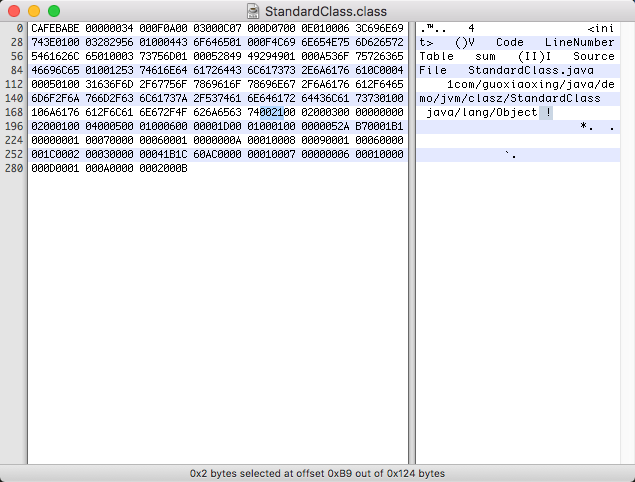 StandardClass.class
0 CAFEBABE 00000034 000F0A00 03000C07 000D0700 0E010006 3C696E69 .™.. 4 <ini
28 743E0100 03282956 01000443 6F646501 000F4C69 6E654E75 6D626572 t> ()V Code LineNumber
56 5461626C 65010003 73756D01 00052849 49294901 000A536F 75726365 Table sum (II)I Source
84 46696C65 01001253 74616E64 61726443 6C617373 2E6A6176 610C0004 File StandardClass.java
112 00050100 31636F6D 2F67756F 7869616F 78696E67 2F6A6176 612F6465 1com/guoxiaoxing/java/de
140 6D6F2F6A 766D2F63 6C61737A 2F537461 6E646172 64436C61 73730100 mo/jvm/clasz/StandardClass
168 106A6176 612F6C61 6E672F4F 626A6563 74002100 02000300 00000000 java/lang/Object !
196 02000100 04000500 01000600 00001D00 01000100 0000052A B70001B1 *. .
224 00000001 00070000 00060001 0000000A 00010008 00090001 00060000
252 001C0002 00030000 00041B1C 60AC0000 00010007 00000006 00010000 `.
280 000D0001 000A0000 0002000B
0x2 bytes selected at offset 0xB9 out of 0x124 bytes